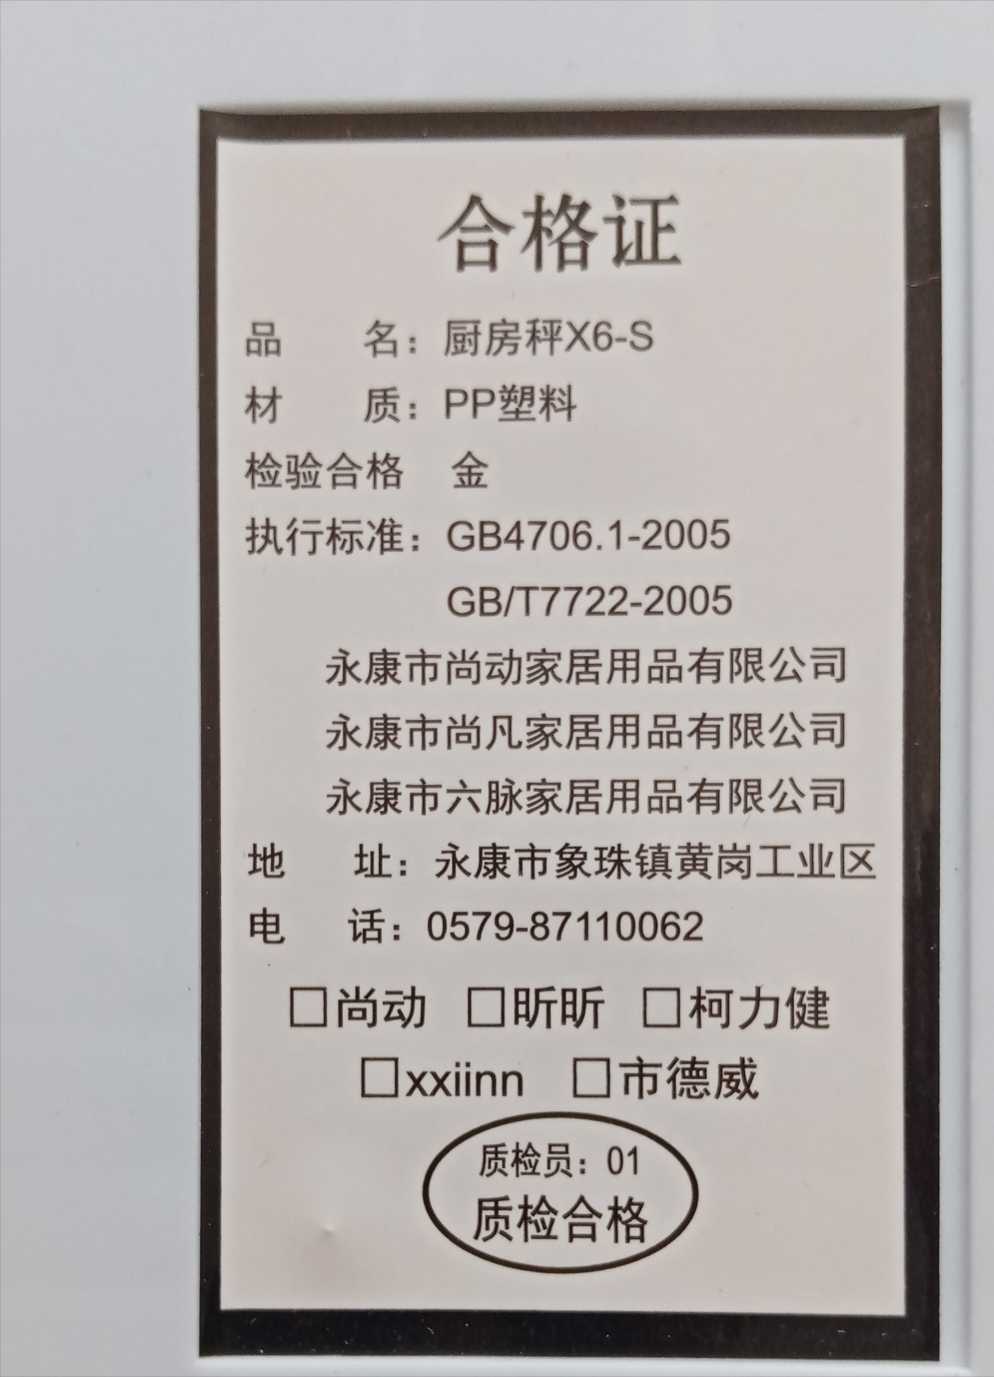 合格证
品 名：厨房秤X6-S
材 质：PP塑料
检验合格 金
执行标准：GB4706.1-2005
GB/T7722-2005
永康市尚动家居用品有限公司
永康市尚凡家居用品有限公司
永康市六脉家居用品有限公司
地 址：永康市象珠镇黄岗工业区
电 话：0579-87110062
□尚动 □昕昕 □柯力健
□xxiinn □市德威
质检员：01
质检合格